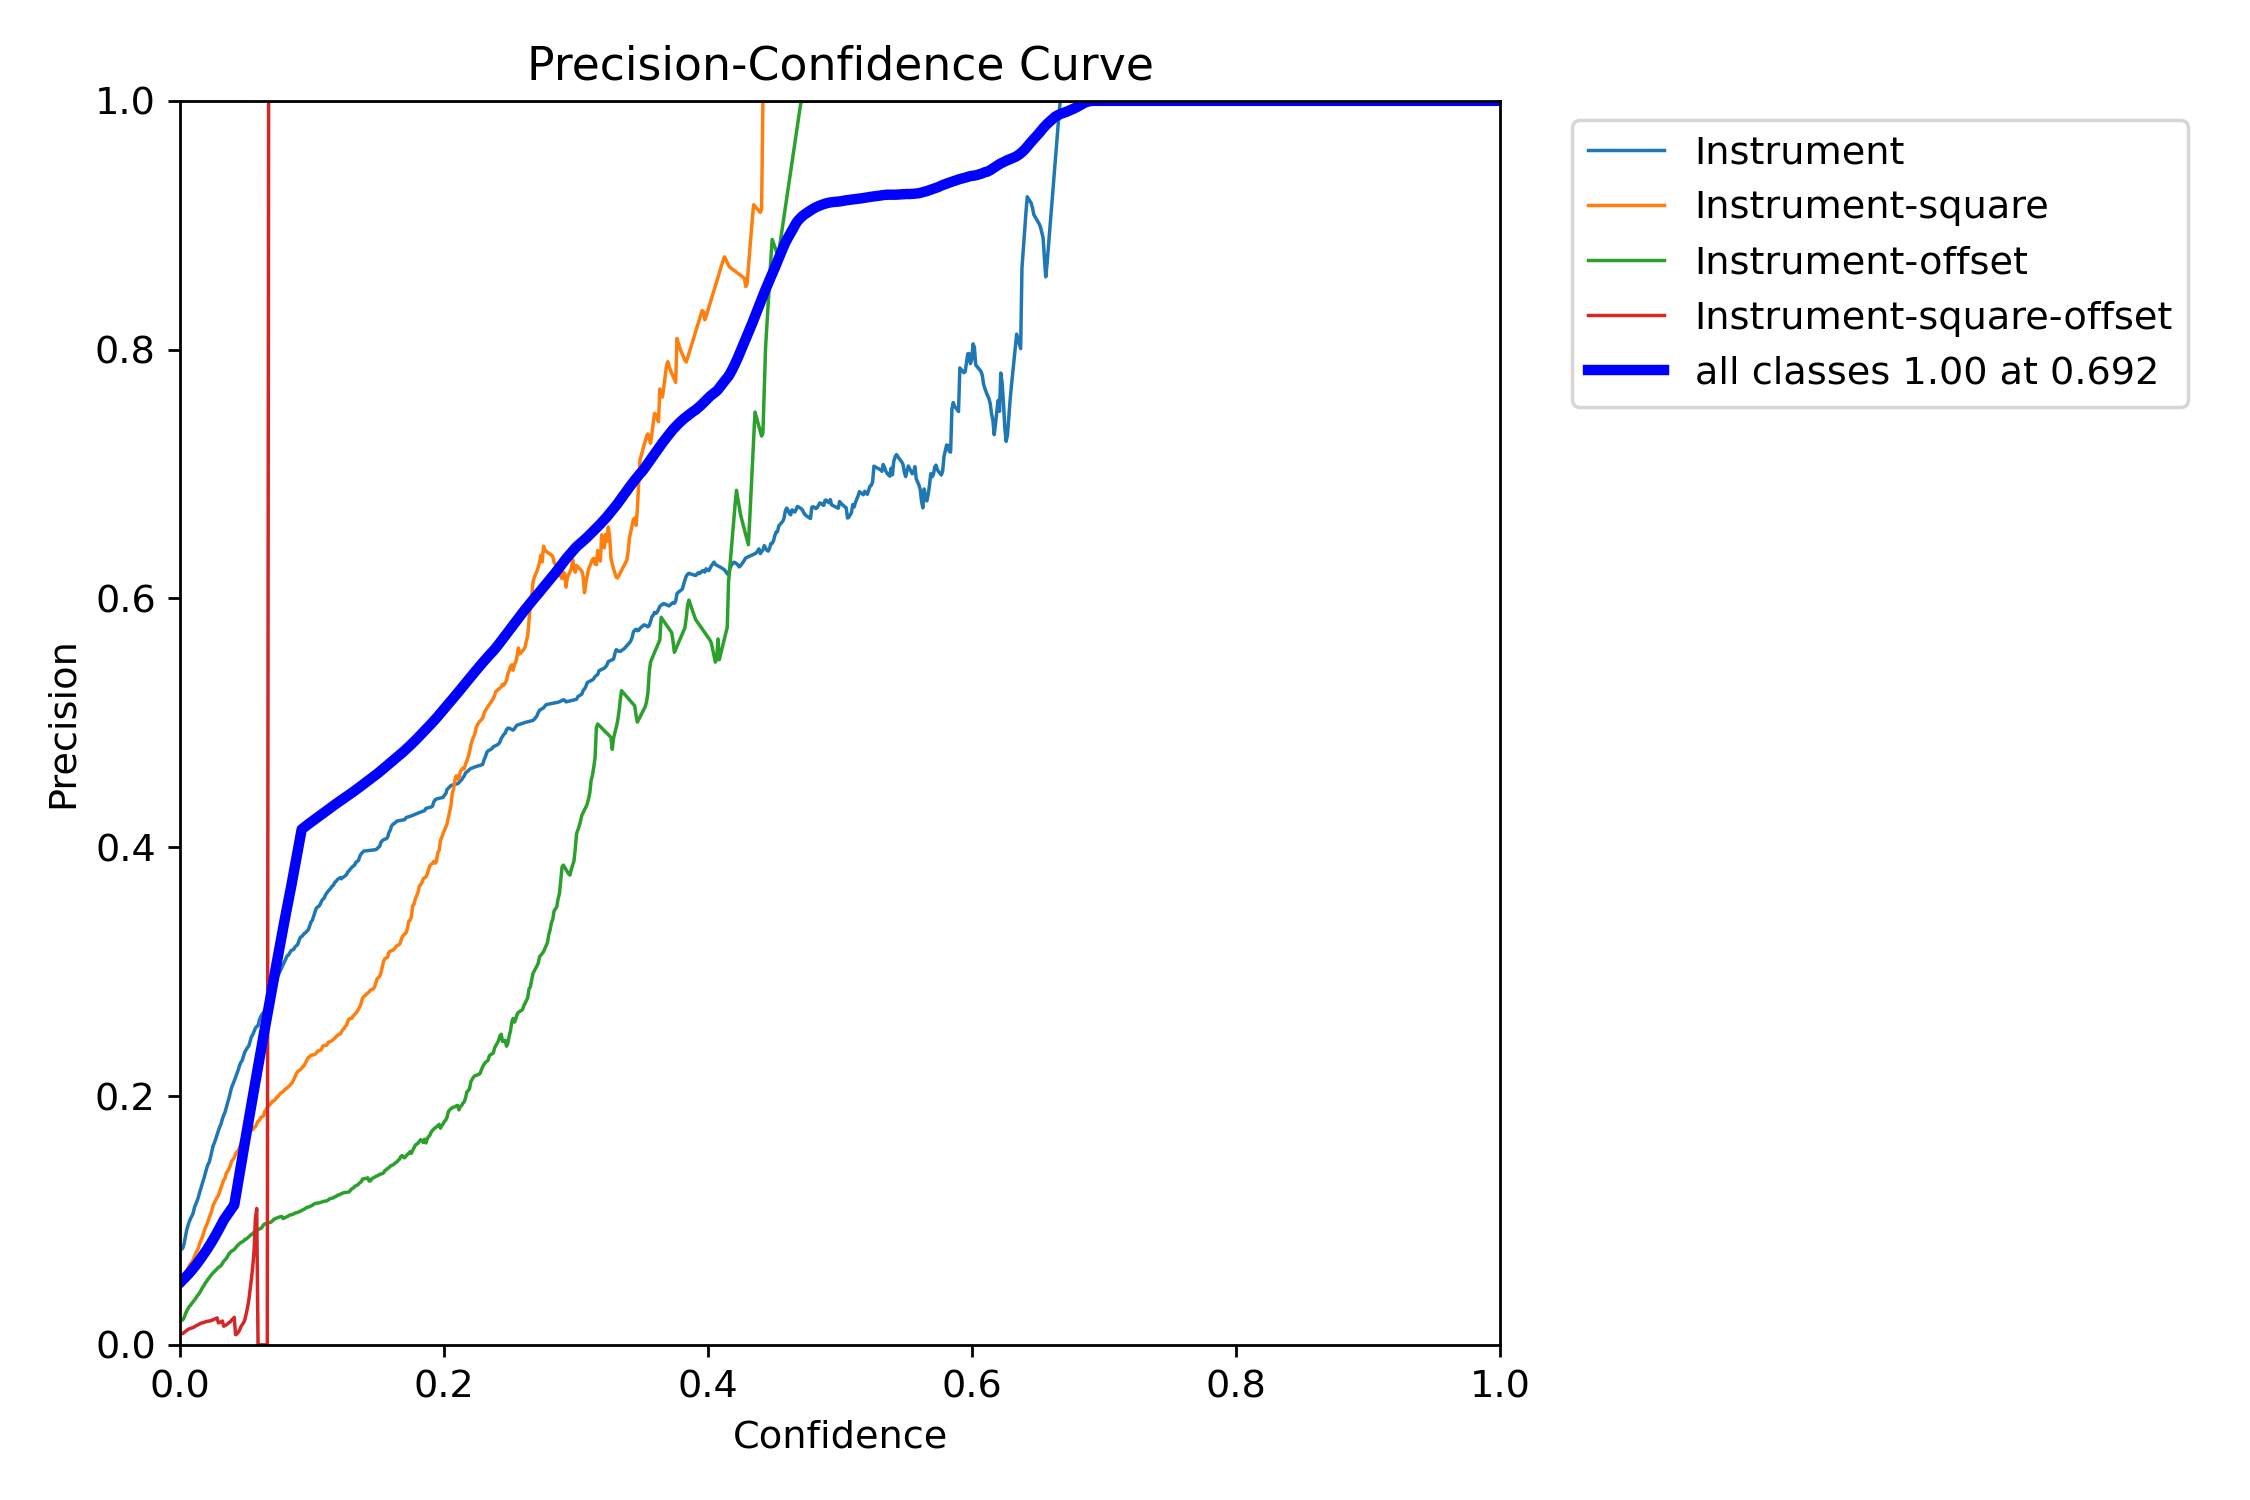 Precision-Confidence Curve
1.0
0.8
0.6
0.4
0.2
0.0
Precision
0.0 0.2 0.4 0.6 0.8 1.0
Confidence
Instrument
Instrument-square
Instrument-offset
Instrument-square-offset
all classes 1.00 at 0.692